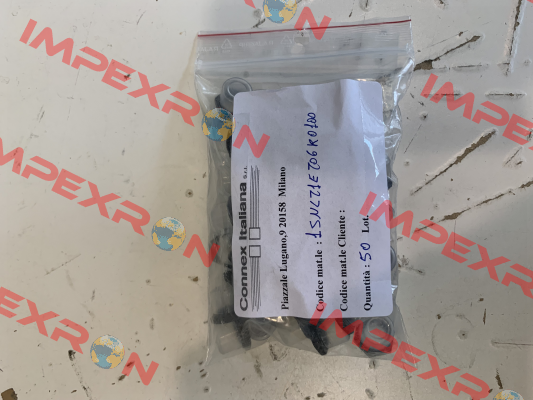 Connex Italiana s.r.l.
Piazzale Lugano,9 20158 Milano
Codice mat.le : 1SNL71E706K0100
Codice mat.le Cliente :
Quantità : 50 Lot.
IMPEXRON
IMPEXRON
IMPEXRON
IMPEXRON
IMPEXRON
IMPEXRON